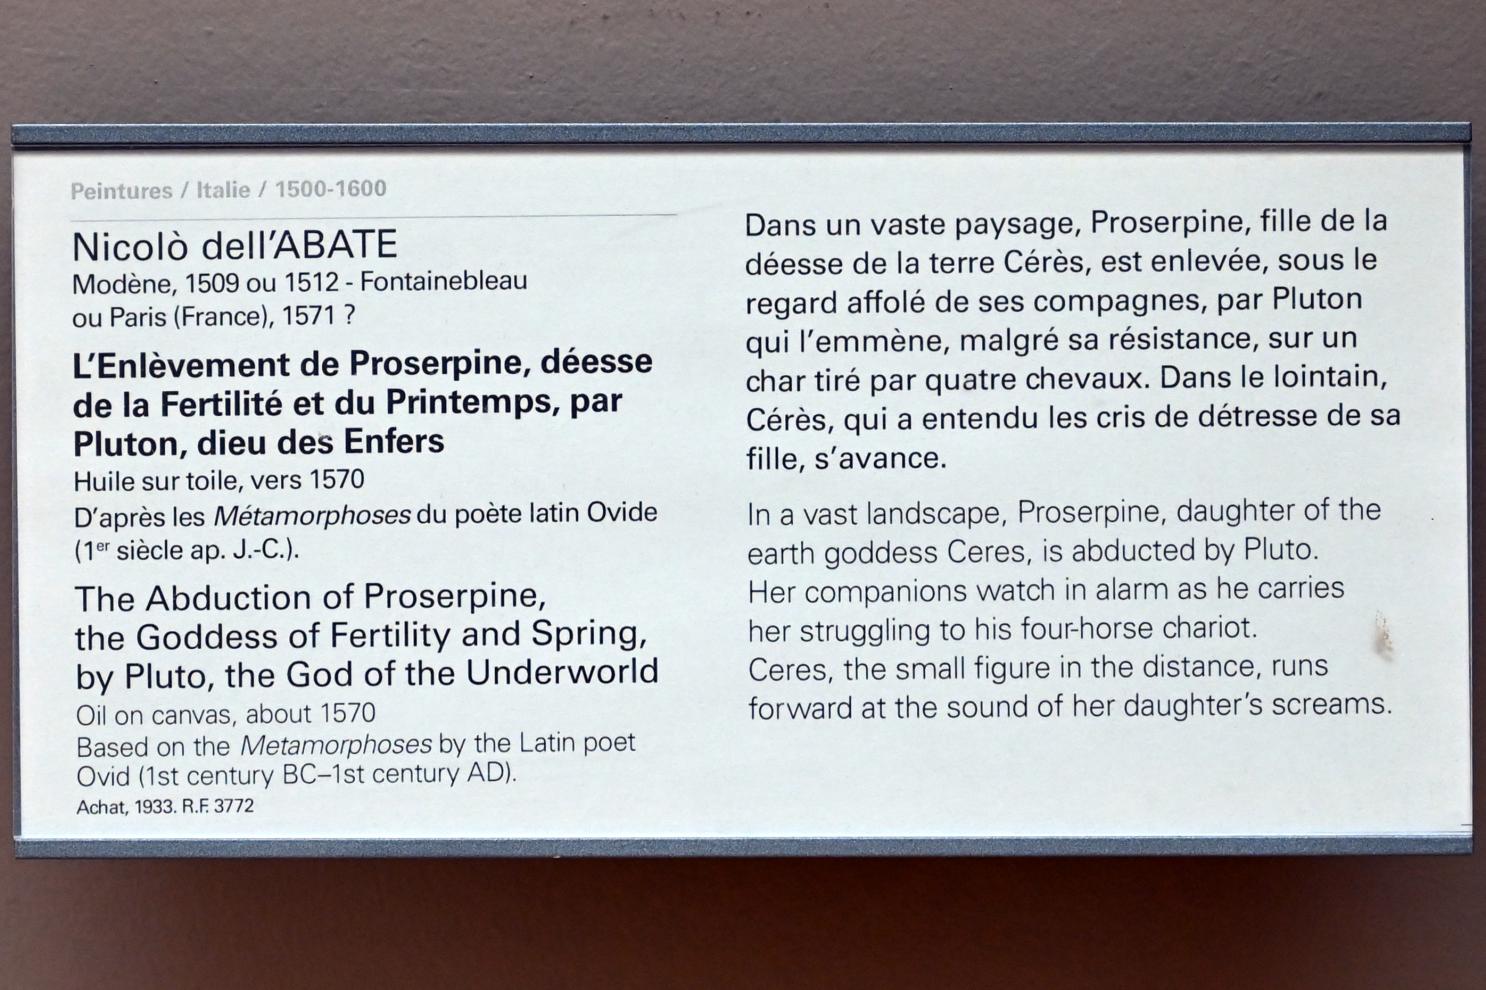 Peintures / Italie / 1500-1600
Nicolò dell'ABATE
Modène, 1509 ou 1512 - Fontainebleau
ou Paris (France), 1571 ?
L'Enlèvement de Proserpine, déesse
de la Fertilité et du Printemps, par
Pluton, dieu des Enfers
Huile sur toile, vers 1570
D'après les Métamorphoses du poète latin Ovide
(1er siècle ap. J.-C.).
The Abduction of Proserpine,
the Goddess of Fertility and Spring,
by Pluto, the God of the Underworld
Oil on canvas, about 1570
Based on the Metamorphoses by the Latin poet
Ovid (1st century BC–1st century AD).
Achat, 1933. R.F. 3772
Dans un vaste paysage, Proserpine, fille de la
déesse de la terre Cérès, est enlevée, sous le
regard affolé de ses compagnes, par Pluton
qui l'emmène, malgré sa résistance, sur un
char tiré par quatre chevaux. Dans le lointain,
Cérès, qui a entendu les cris de détresse de sa
fille, s'avance.
In a vast landscape, Proserpine, daughter of the
earth goddess Ceres, is abducted by Pluto.
Her companions watch in alarm as he carries
her struggling to his four-horse chariot.
Ceres, the small figure in the distance, runs
forward at the sound of her daughter's screams.